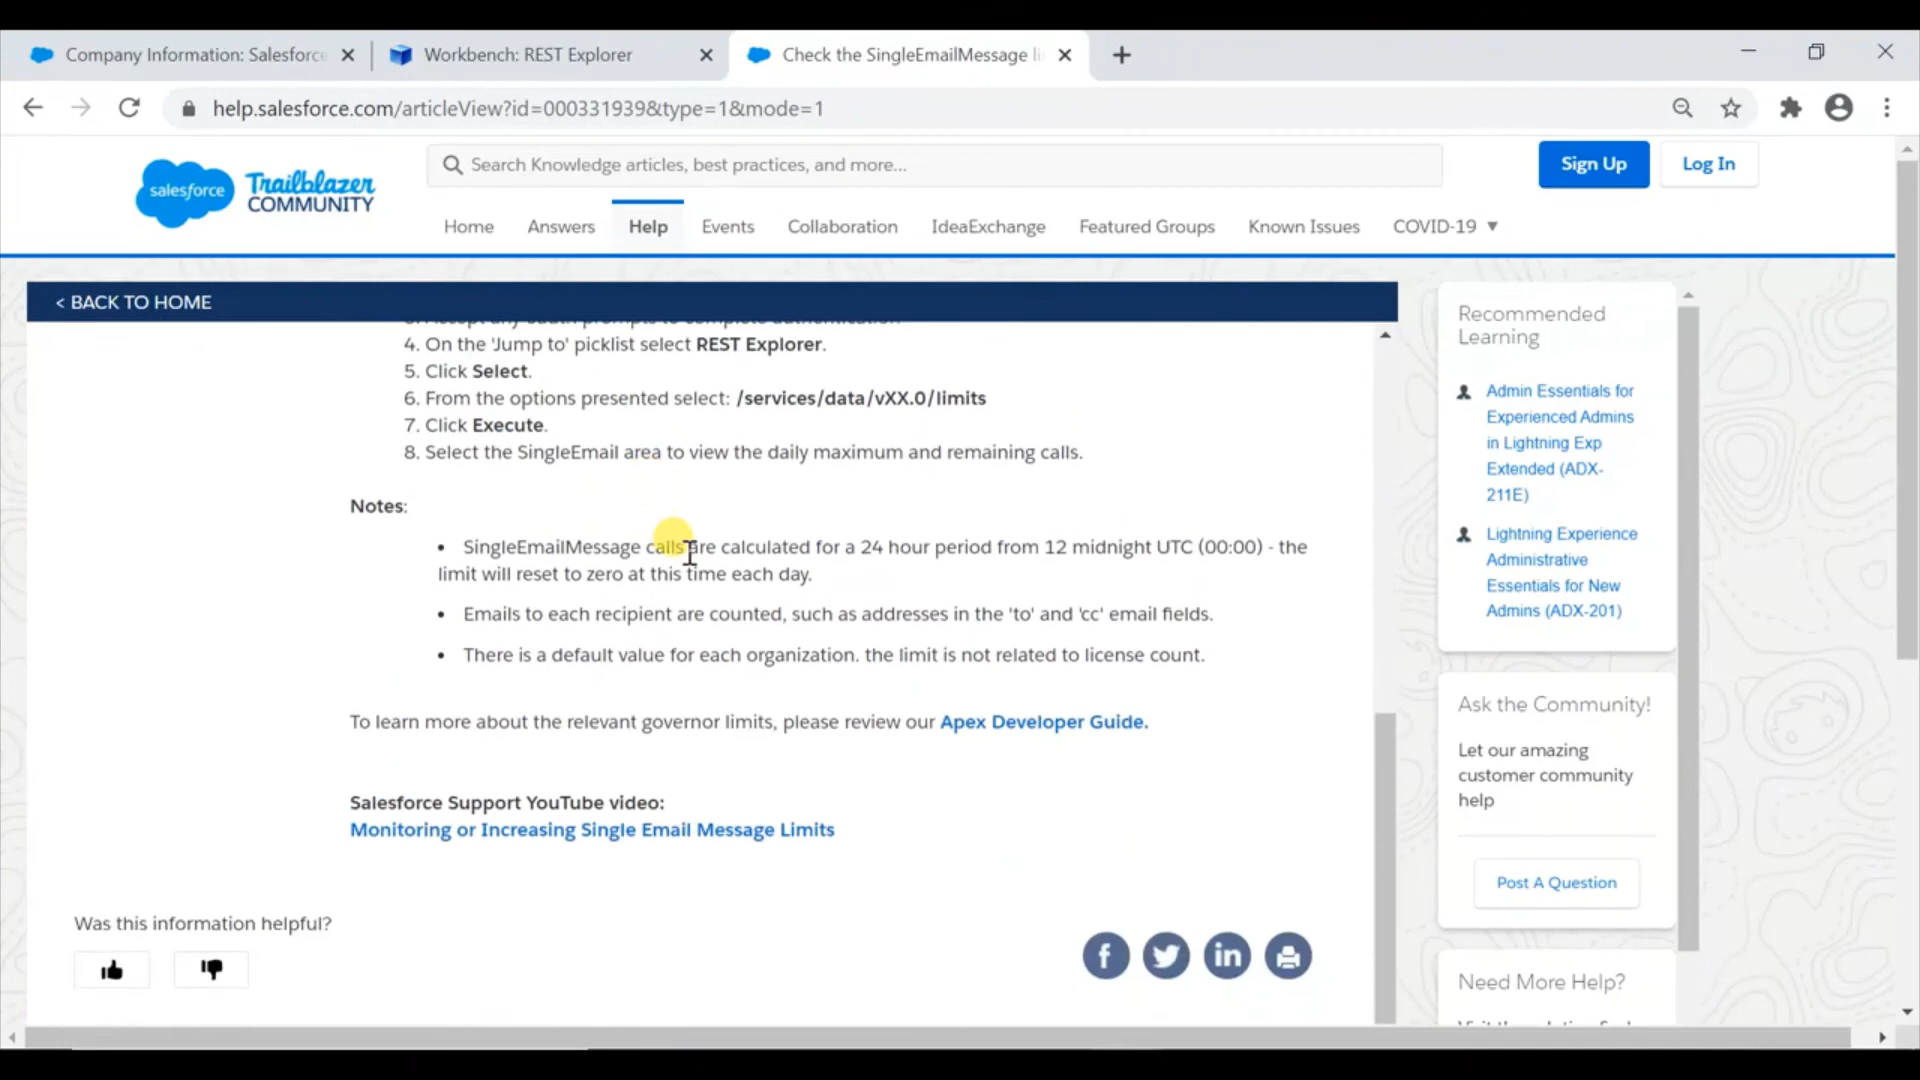 Company Information: Salesforce
Workbench: REST Explorer
Check the SingleEmailMessage li
help.salesforce.com/articleView?id=000331939&type=1&mode=1
salesforce
Trailblazer
COMMUNITY
Search Knowledge articles, best practices, and more...
Sign Up
Log In
Home
Answers
Help
Events
Collaboration
IdeaExchange
Featured Groups
Known Issues
COVID-19 ▼
< BACK TO HOME
3. Accept any OAuth prompts to complete authentication
4. On the 'Jump to' picklist select REST Explorer.
5. Click Select.
6. From the options presented select: /services/data/vXX.0/limits
7. Click Execute.
8. Select the SingleEmail area to view the daily maximum and remaining calls.
Notes:
• SingleEmailMessage calls are calculated for a 24 hour period from 12 midnight UTC (00:00) - the
limit will reset to zero at this time each day.
• Emails to each recipient are counted, such as addresses in the 'to' and 'cc' email fields.
• There is a default value for each organization. the limit is not related to license count.
To learn more about the relevant governor limits, please review our Apex Developer Guide.
Salesforce Support YouTube video:
Monitoring or Increasing Single Email Message Limits
Was this information helpful?
Recommended
Learning
Admin Essentials for
Experienced Admins
in Lightning Exp
Extended (ADX-
211E)
Lightning Experience
Administrative
Essentials for New
Admins (ADX-201)
Ask the Community!
Let our amazing
customer community
help
Post A Question
Need More Help?